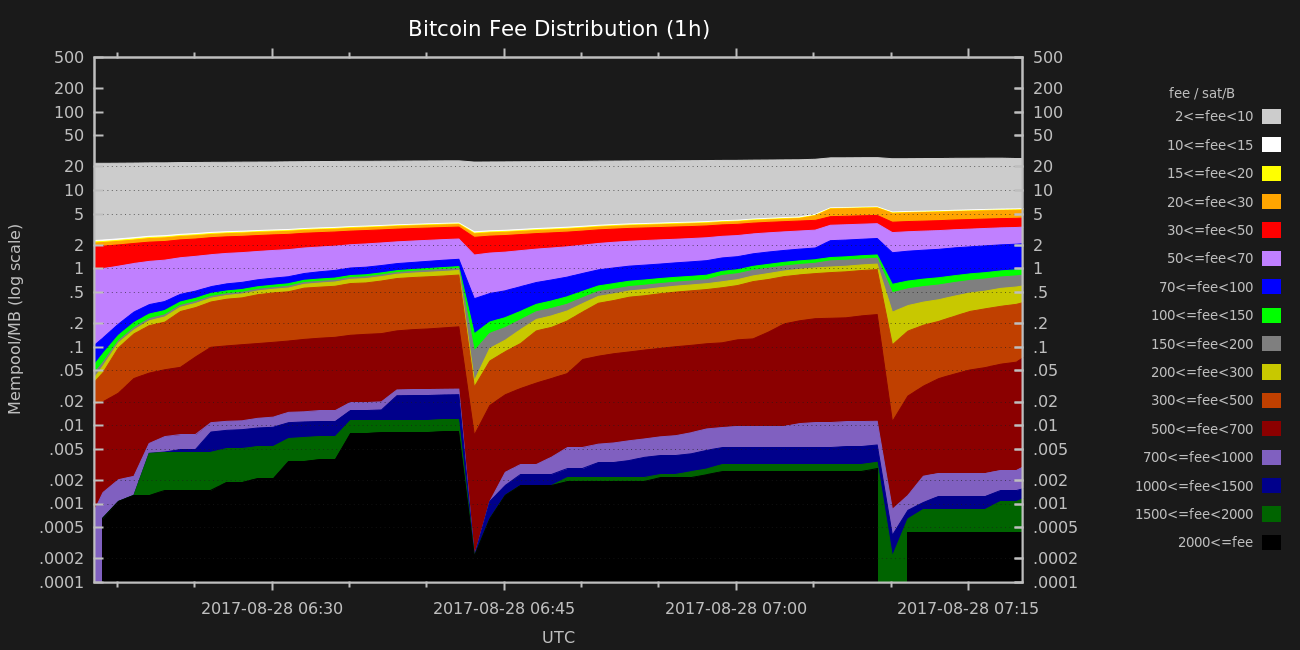 Bitcoin Fee Distribution (1h)
Mempool/MB (log scale)
500
200
100
50
20
10
5
2
1
.5
.2
.1
.05
.02
.01
.005
.002
.001
.0005
.0002
.0001
500
200
100
50
20
10
5
2
1
.5
.2
.1
.05
.02
.01
.005
.002
.001
.0005
.0002
.0001
2017-08-28 06:30
2017-08-28 06:45
2017-08-28 07:00
2017-08-28 07:15
UTC
fee / sat/B
2<=fee<10
10<=fee<15
15<=fee<20
20<=fee<30
30<=fee<50
50<=fee<70
70<=fee<100
100<=fee<150
150<=fee<200
200<=fee<300
300<=fee<500
500<=fee<700
700<=fee<1000
1000<=fee<1500
1500<=fee<2000
2000<=fee